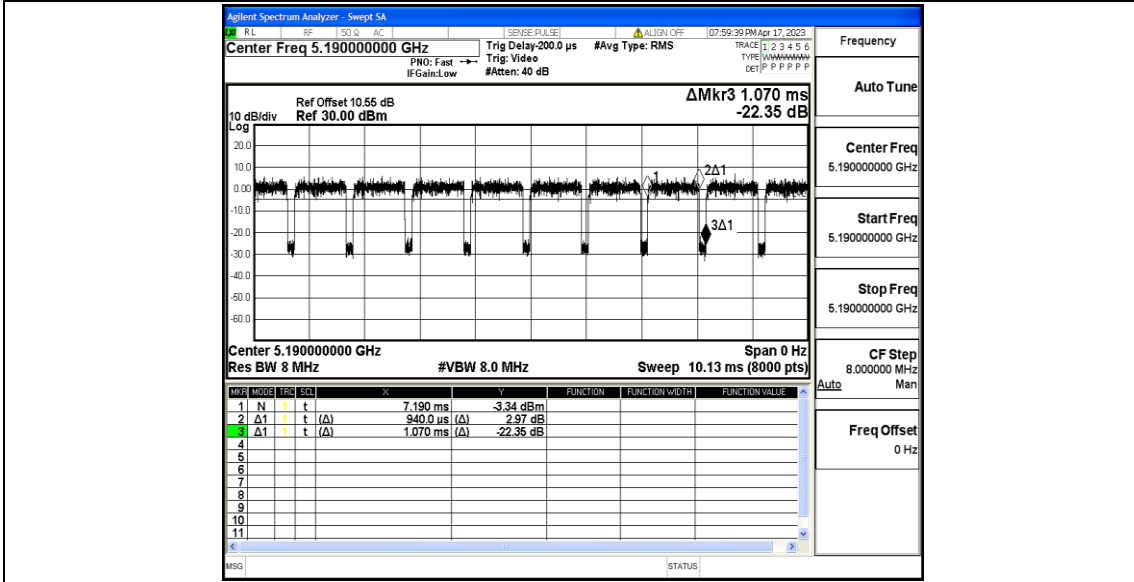 Agilent Spectrum Analyzer - Swept SA
RL RF 50 Ω AC SENSE:PULSE ALIGN OFF 07:59:39 PM Apr 17, 2023
Center Freq 5.190000000 GHz
PNO: Fast
IFGain:Low
Trig Delay-200.0 µs
Trig: Video
#Atten: 40 dB
#Avg Type: RMS
TRACE 1 2 3 4 5 6
TYPE
DET P P P P P P
10 dB/div
Log
Ref Offset 10.55 dB
Ref 30.00 dBm
ΔMkr3 1.070 ms
-22.35 dB
20.0
10.0
0.00
-10.0
-20.0
-30.0
-40.0
-50.0
-60.0
1
2Δ1
3Δ1
Center 5.190000000 GHz Span 0 Hz
Res BW 8 MHz #VBW 8.0 MHz Sweep 10.13 ms (8000 pts)
MKR MODE TRC SCL X Y FUNCTION FUNCTION WIDTH FUNCTION VALUE
1 N 1 t 7.190 ms -3.34 dBm
2 Δ1 1 t (Δ) 940.0 µs (Δ) 2.97 dB
3 Δ1 1 t (Δ) 1.070 ms (Δ) -22.35 dB
4
5
6
7
8
9
10
11
MSG STATUS
Frequency
Auto Tune
Center Freq
5.190000000 GHz
Start Freq
5.190000000 GHz
Stop Freq
5.190000000 GHz
CF Step
8.000000 MHz
Auto Man
Freq Offset
0 Hz